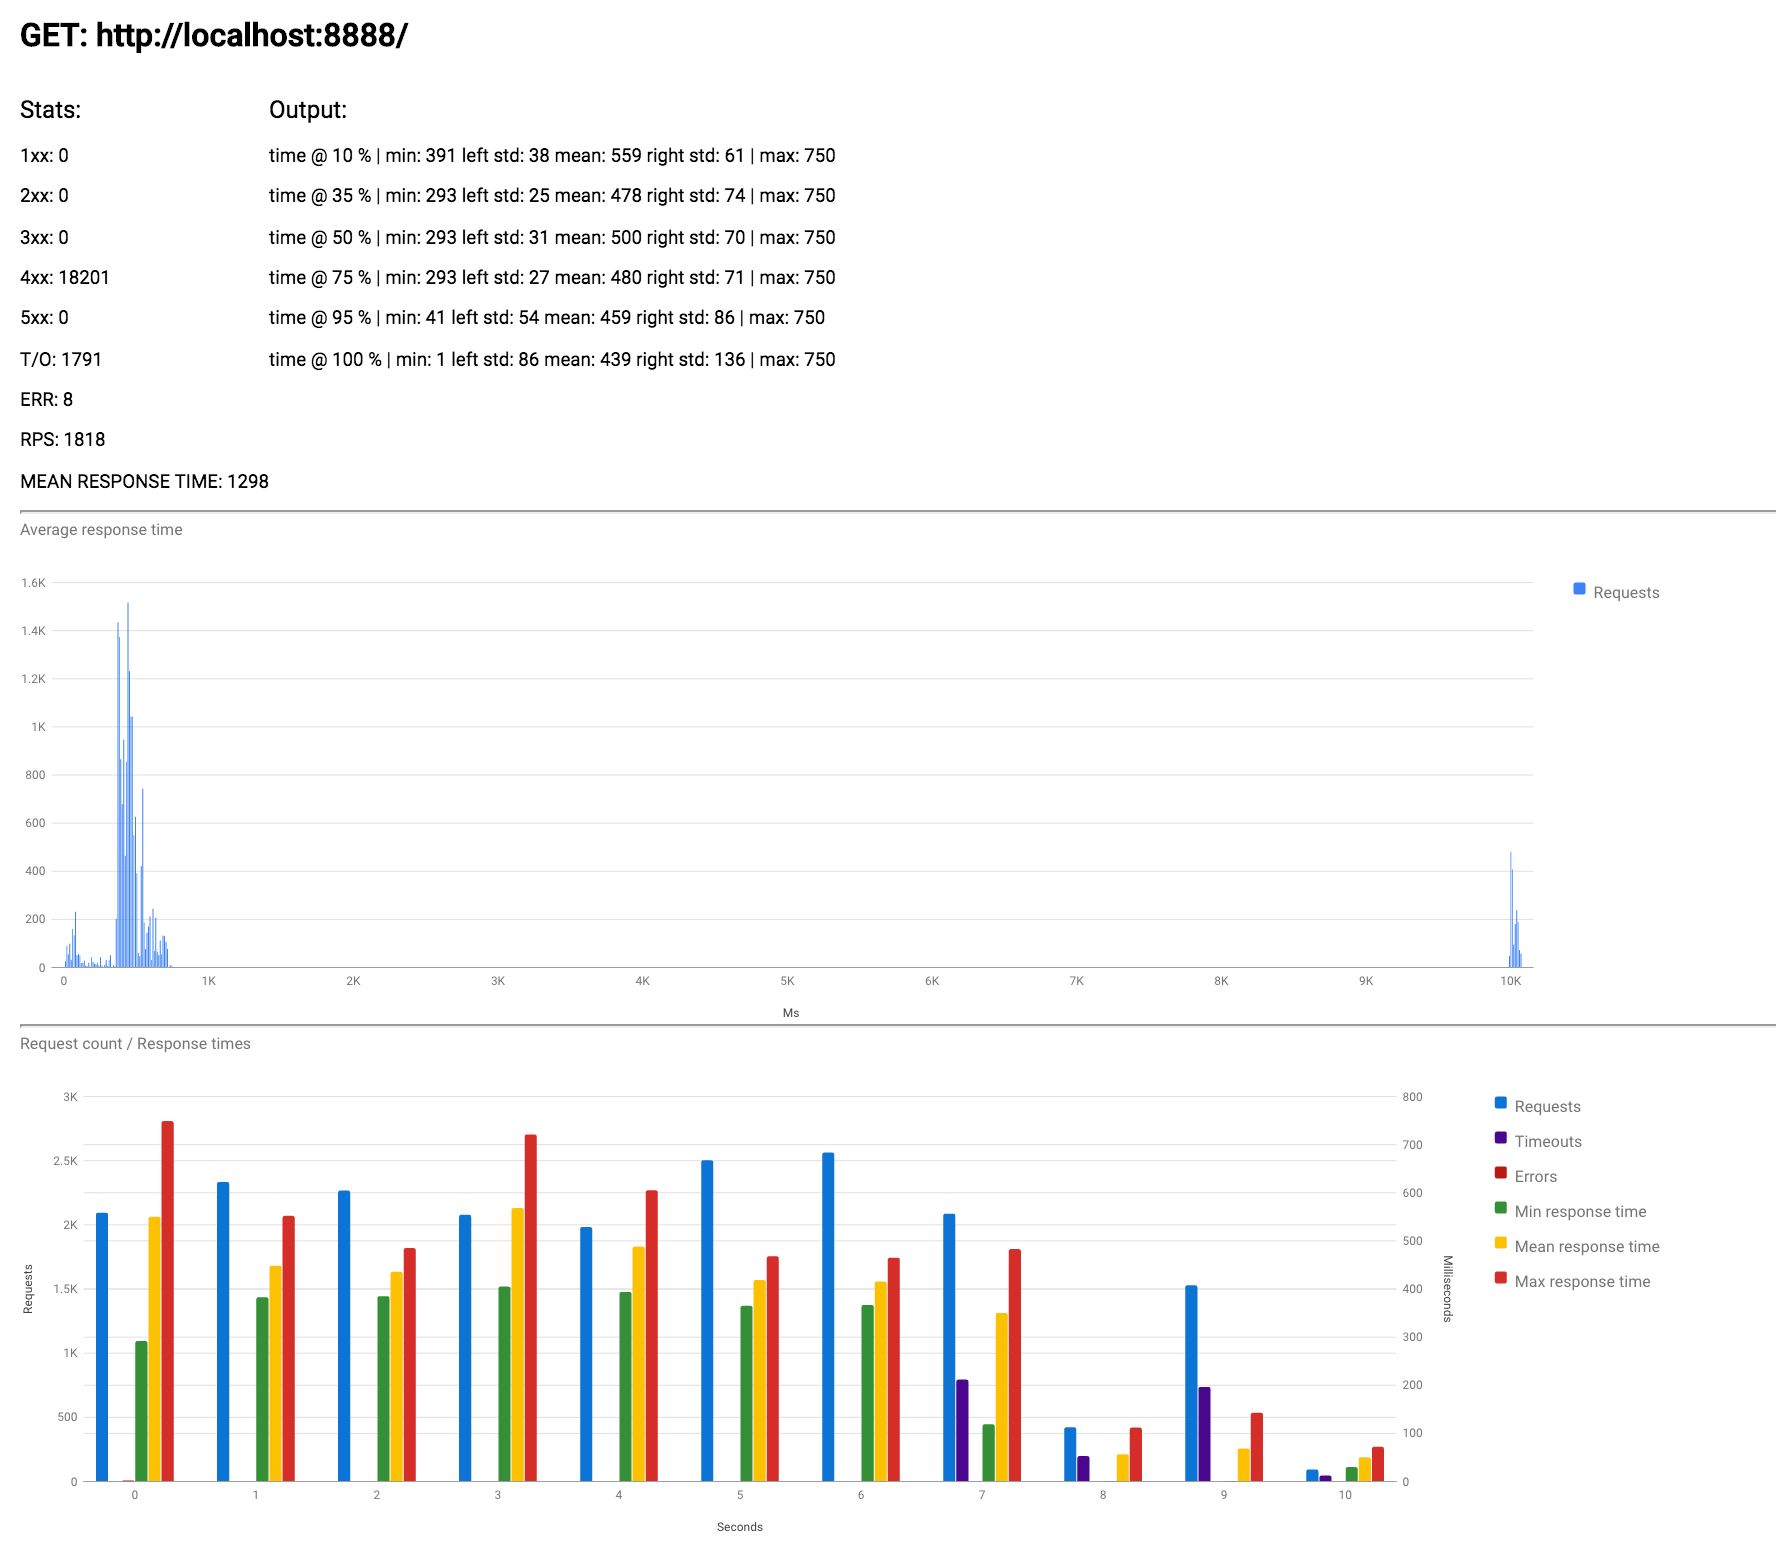 GET: http://localhost:8888/
Stats:
Output:
1xx: 0
time @ 10 % | min: 391 left std: 38 mean: 559 right std: 61 | max: 750
2xx: 0
time @ 35 % | min: 293 left std: 25 mean: 478 right std: 74 | max: 750
3xx: 0
time @ 50 % | min: 293 left std: 31 mean: 500 right std: 70 | max: 750
4xx: 18201
time @ 75 % | min: 293 left std: 27 mean: 480 right std: 71 | max: 750
5xx: 0
time @ 95 % | min: 41 left std: 54 mean: 459 right std: 86 | max: 750
T/O: 1791
time @ 100 % | min: 1 left std: 86 mean: 439 right std: 136 | max: 750
ERR: 8
RPS: 1818
MEAN RESPONSE TIME: 1298
Average response time
1.6K
1.4K
1.2K
1K
800
600
400
200
0
0 1K 2K 3K 4K 5K 6K 7K 8K 9K 10K
Ms
Requests
Request count / Response times
Requests
3K
2.5K
2K
1.5K
1K
500
0
0 1 2 3 4 5 6 7 8 9 10
Seconds
800
700
600
500
400
300
200
100
0
Milliseconds
Requests
Timeouts
Errors
Min response time
Mean response time
Max response time